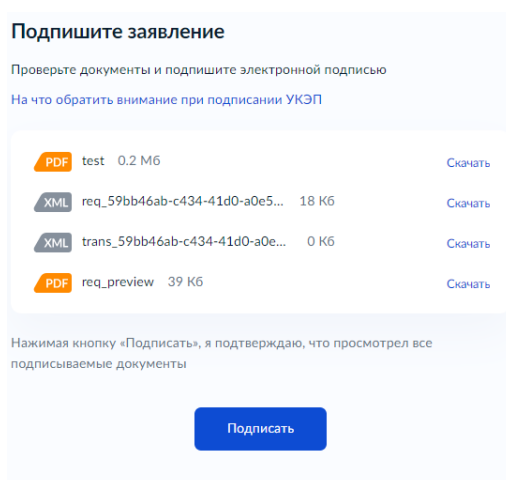 Подпишите заявление
Проверьте документы и подпишите электронной подписью
На что обратить внимание при подписании УКЭП
PDF test 0.2 Мб Скачать
XML req_59bb46ab-c434-41d0-a0e5... 18 Кб Скачать
XML trans_59bb46ab-c434-41d0-a0e... 0 Кб Скачать
PDF req_preview 39 Кб Скачать
Нажимая кнопку «Подписать», я подтверждаю, что просмотрел все
подписываемые документы
Подписать